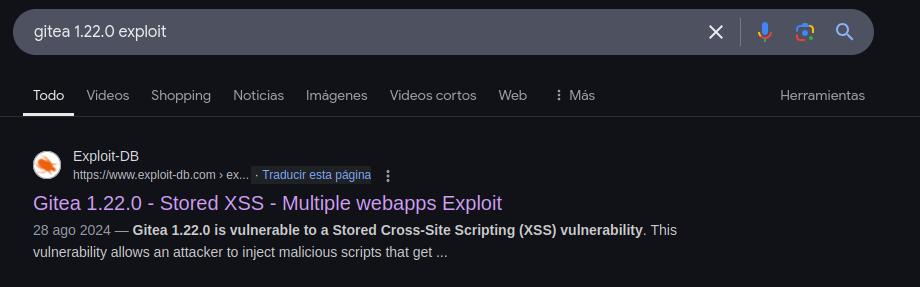 gitea 1.22.0 exploit
Todo Videos Shopping Noticias Imágenes Videos cortos Web Más Herramientas
Exploit-DB
https://www.exploit-db.com › ex... · Traducir esta página
Gitea 1.22.0 - Stored XSS - Multiple webapps Exploit
28 ago 2024 — Gitea 1.22.0 is vulnerable to a Stored Cross-Site Scripting (XSS) vulnerability. This
vulnerability allows an attacker to inject malicious scripts that get ...